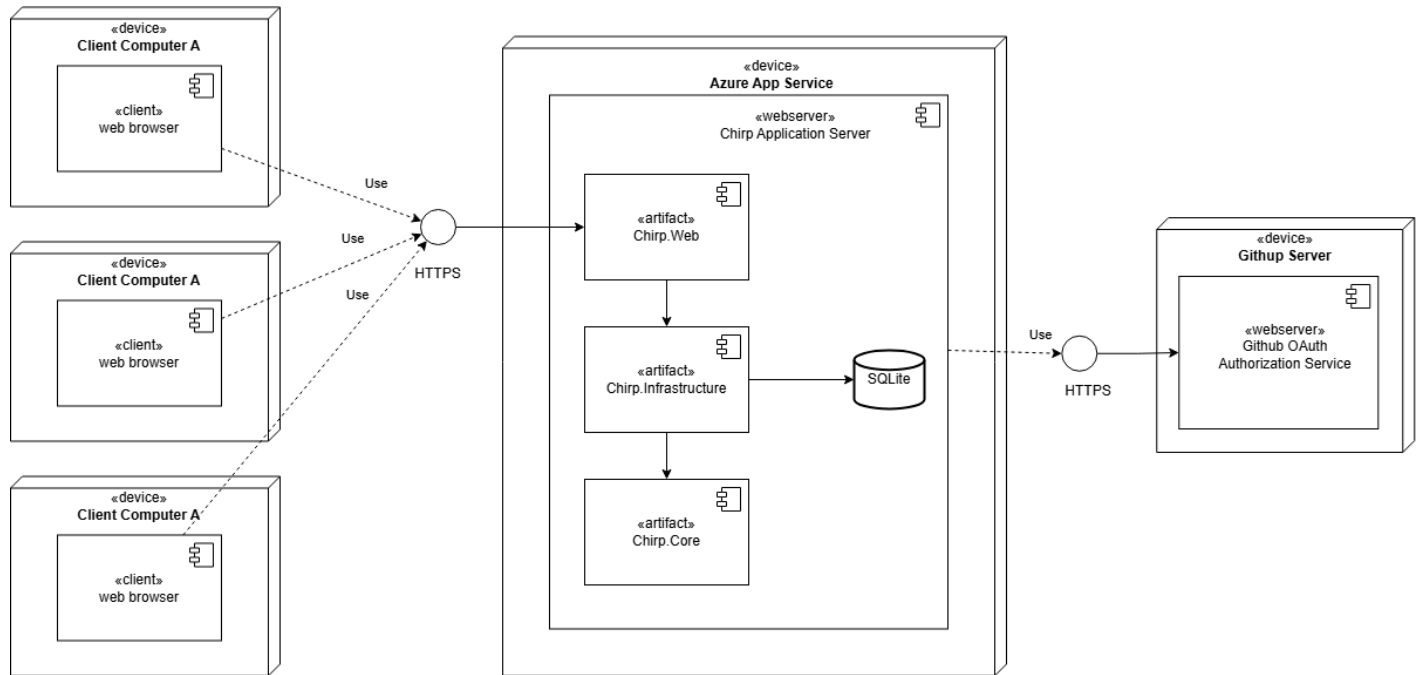 «device»
Client Computer A
«client»
web browser
Use
«device»
Client Computer A
«client»
web browser
Use
«device»
Client Computer A
«client»
web browser
Use
HTTPS
«device»
Azure App Service
«webserver»
Chirp Application Server
«artifact»
Chirp.Web
«artifact»
Chirp.Infrastructure
SQLite
«artifact»
Chirp.Core
Use
HTTPS
«device»
Githup Server
«webserver»
Github OAuth
Authorization Service